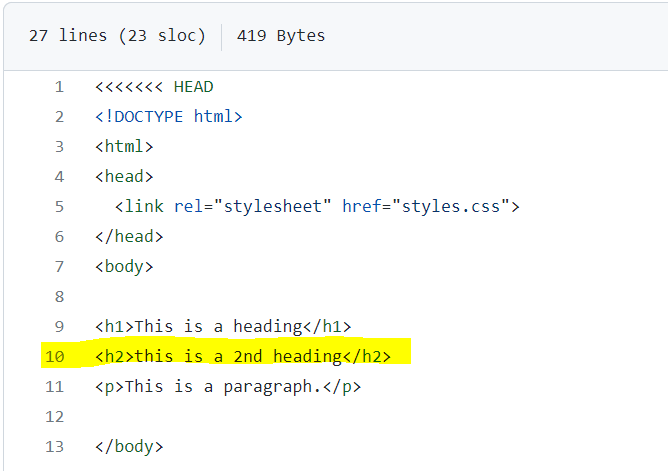 27 lines (23 sloc) 419 Bytes
1 <<<<<<< HEAD
2 <!DOCTYPE html>
3 <html>
4 <head>
5   <link rel="stylesheet" href="styles.css">
6 </head>
7 <body>
8
9 <h1>This is a heading</h1>
10 <h2>this is a 2nd heading</h2>
11 <p>This is a paragraph.</p>
12
13 </body>